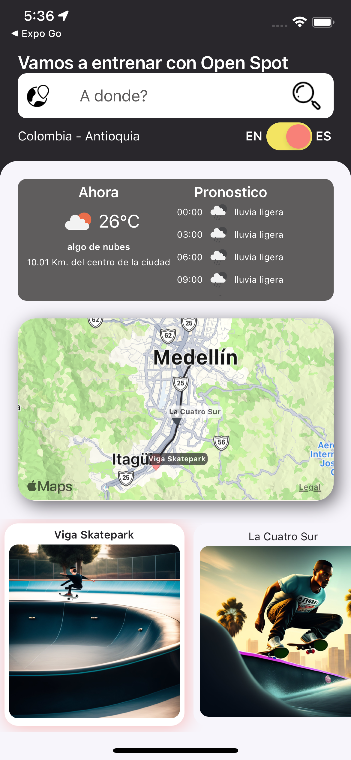 5:36
◀ Expo Go
Vamos a entrenar con Open Spot
A donde?
Colombia - Antioquia
EN ES
Ahora
26°C
algo de nubes
10.01 Km. del centro de la ciudad
Pronostico
00:00 lluvia ligera
03:00 lluvia ligera
06:00 lluvia ligera
09:00 lluvia ligera
62
25
62
62
Medellín
25
La Cuatro Sur
56
Itagü
Viga Skatepark
25
Maps
Legal
Viga Skatepark
La Cuatro Sur